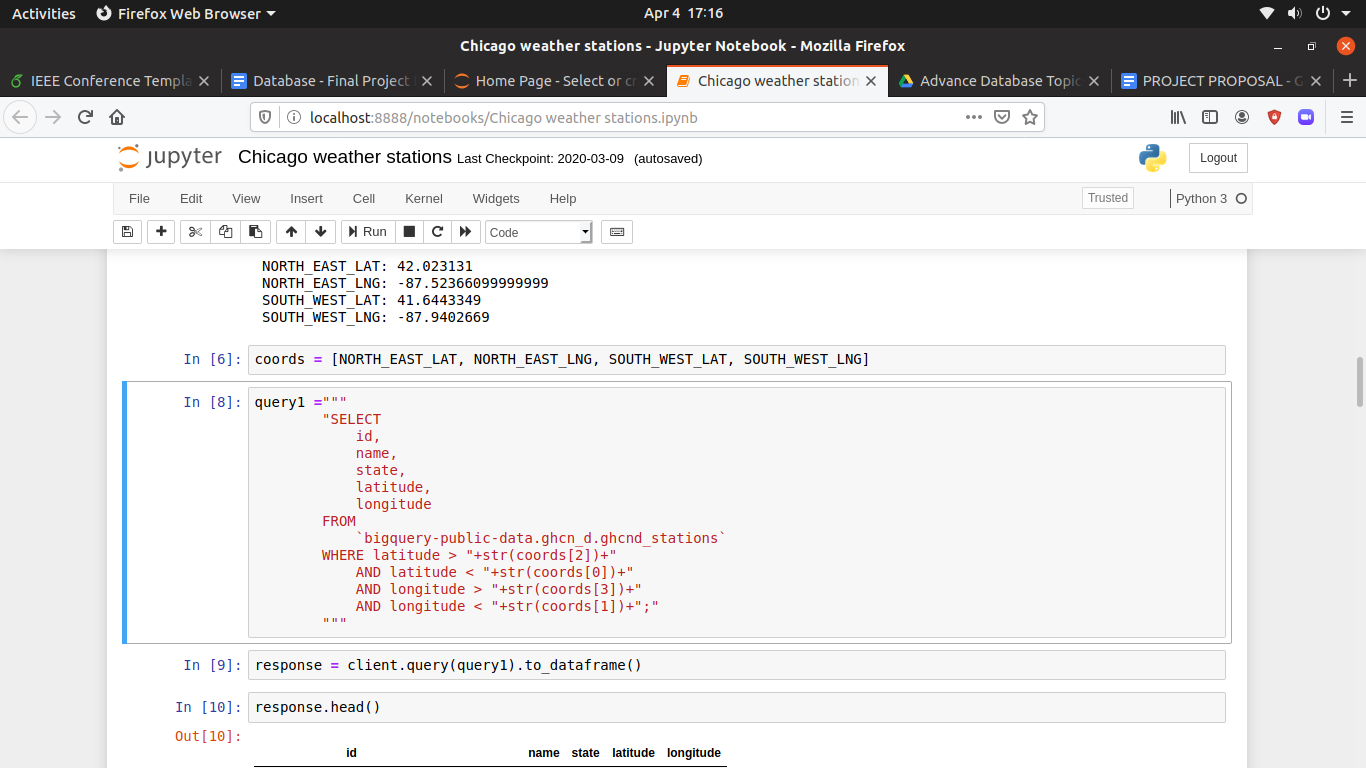 Activities Firefox Web Browser Apr 4 17:16
Chicago weather stations - Jupyter Notebook - Mozilla Firefox
IEEE Conference Templa Database - Final Project Home Page - Select or cr Chicago weather station Advance Database Topic PROJECT PROPOSAL - G
localhost:8888/notebooks/Chicago weather stations.ipynb
jupyter Chicago weather stations Last Checkpoint: 2020-03-09 (autosaved) Logout
File Edit View Insert Cell Kernel Widgets Help Trusted Python 3
Run Code
NORTH_EAST_LAT: 42.023131
NORTH_EAST_LNG: -87.52366099999999
SOUTH_WEST_LAT: 41.6443349
SOUTH_WEST_LNG: -87.9402669
In [6]: coords = [NORTH_EAST_LAT, NORTH_EAST_LNG, SOUTH_WEST_LAT, SOUTH_WEST_LNG]
In [8]: query1 ="""
"SELECT
id,
name,
state,
latitude,
longitude
FROM
`bigquery-public-data.ghcn_d.ghcnd_stations`
WHERE latitude > "+str(coords[2])+"
AND latitude < "+str(coords[0])+"
AND longitude > "+str(coords[3])+"
AND longitude < "+str(coords[1])+";"
"""
In [9]: response = client.query(query1).to_dataframe()
In [10]: response.head()
Out[10]:
id name state latitude longitude